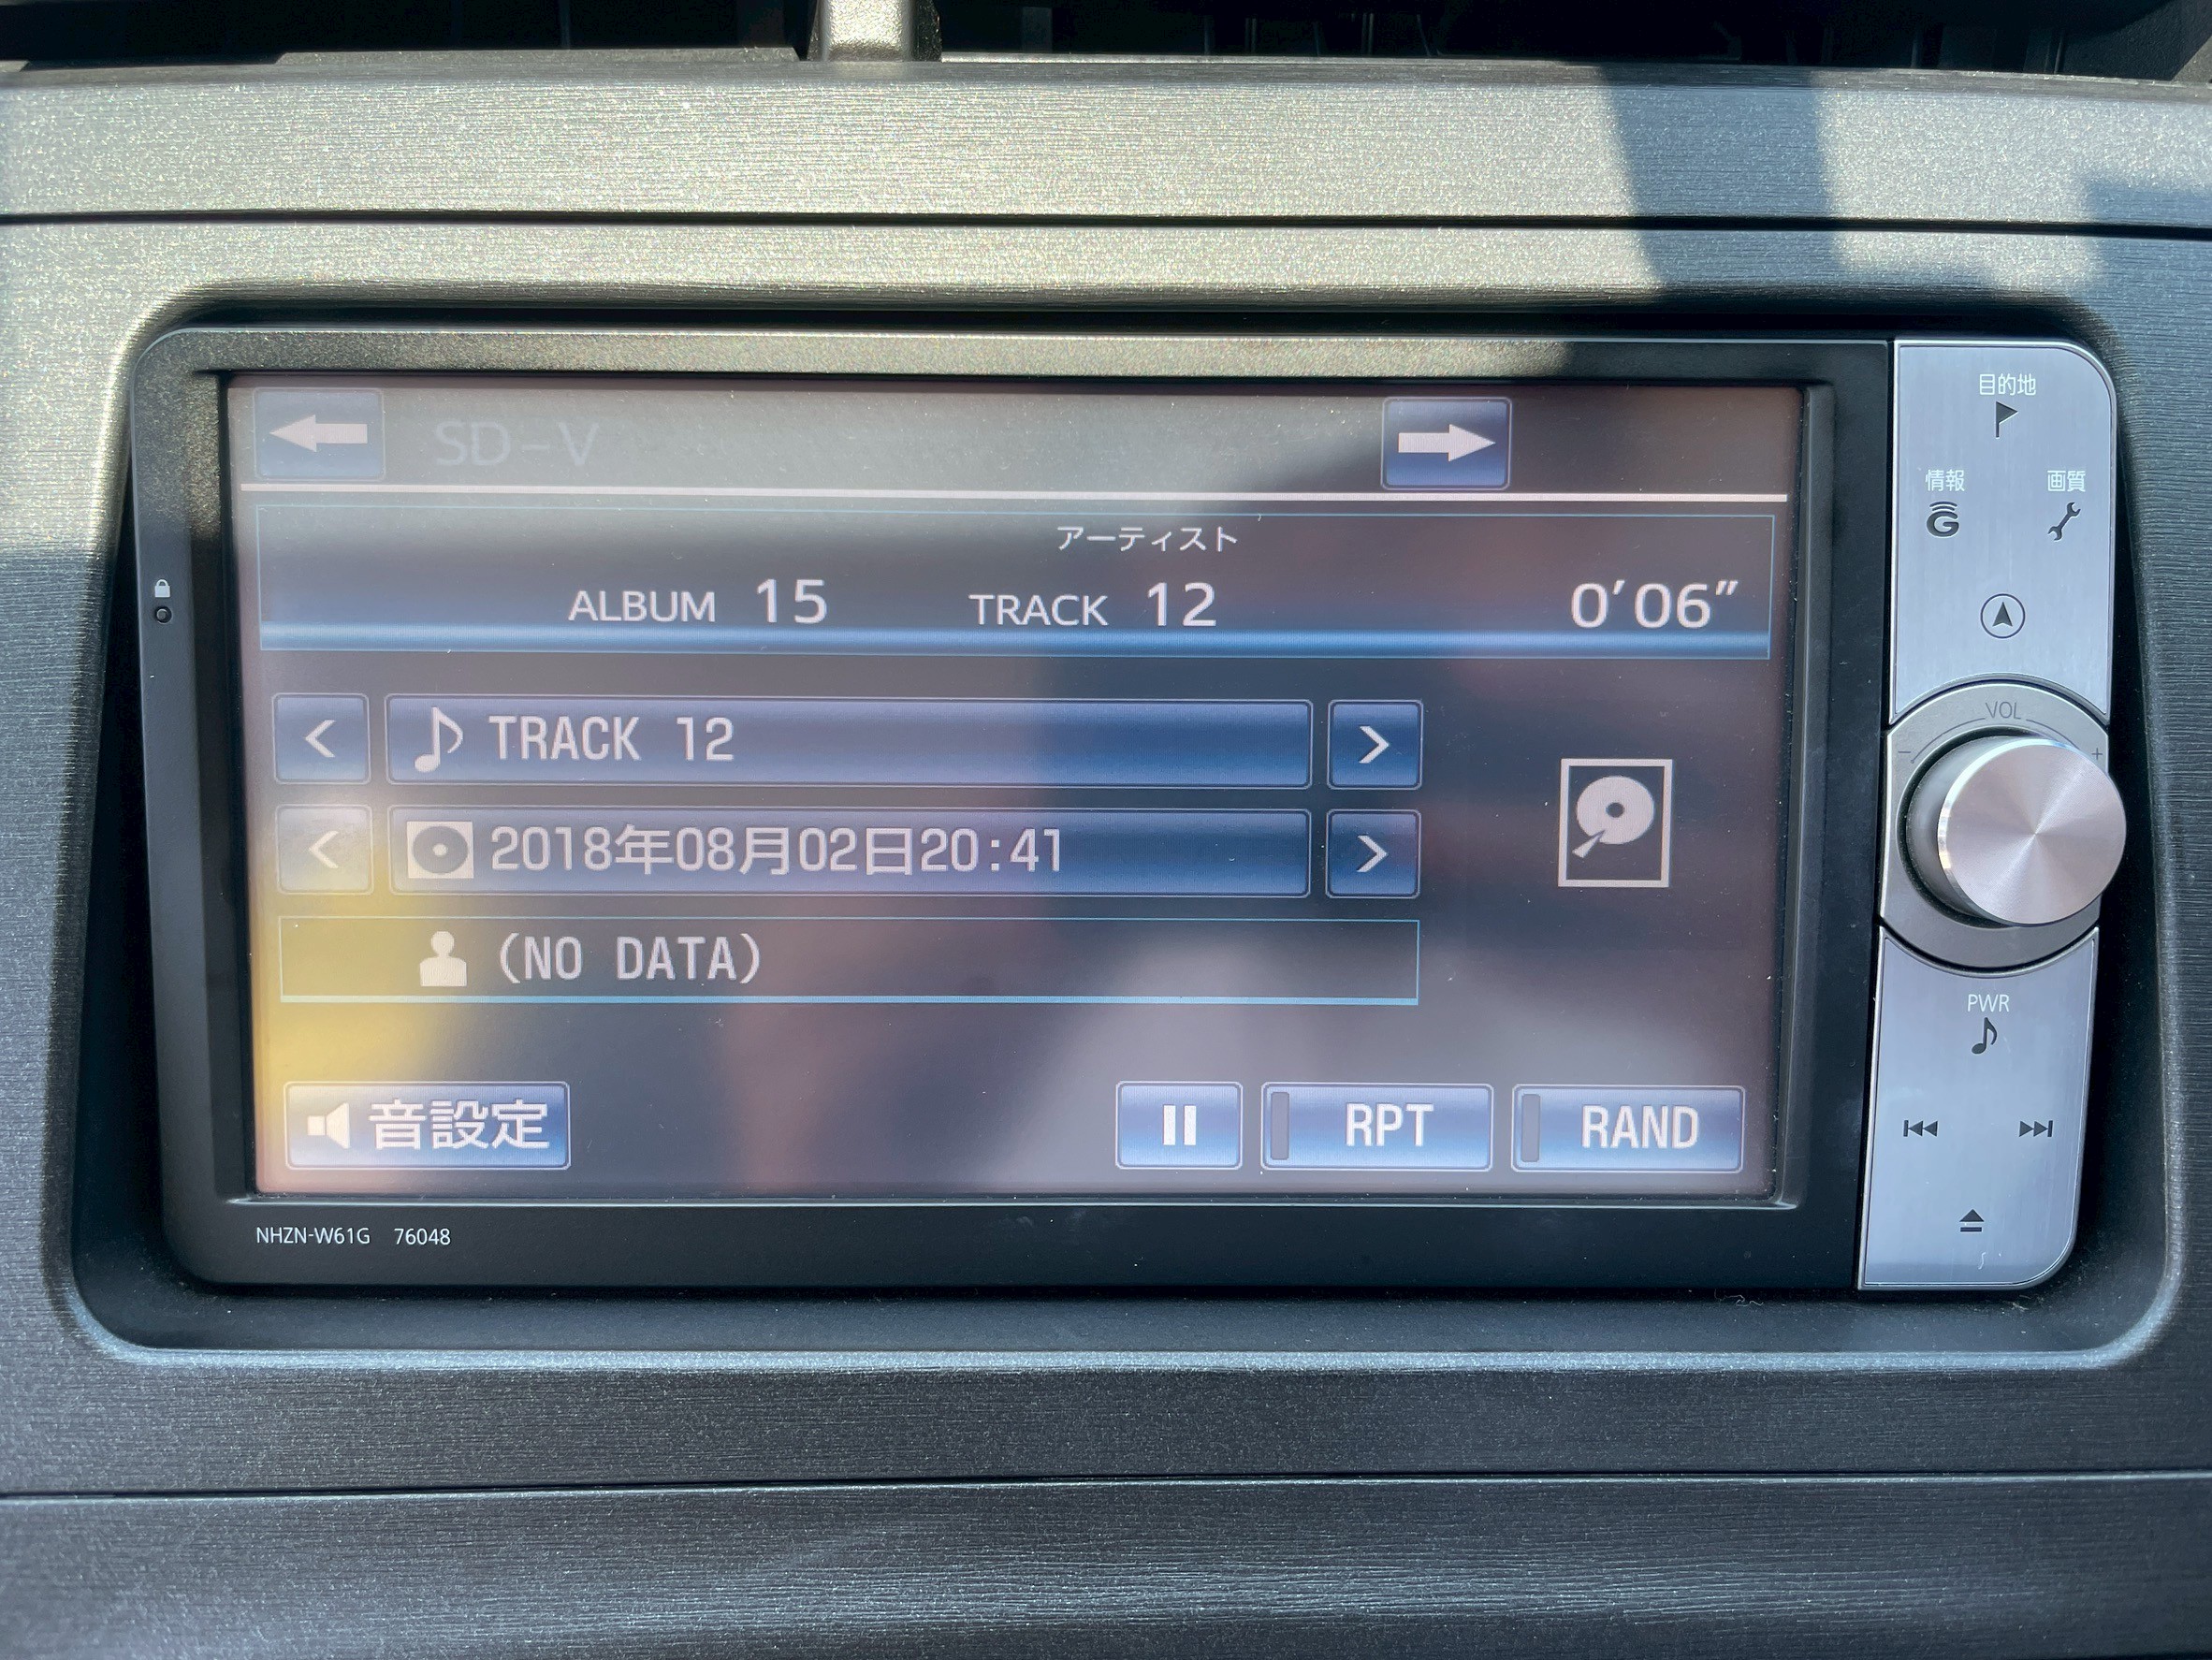 SD-V
アーティスト
ALBUM 15 TRACK 12 0'06"
< TRACK 12 >
< 2018年08月02日20:41 >
(NO DATA)
音設定 RPT RAND
NHZN-W61G 76048
目的地
情報 画質
G
VOL
- +
PWR